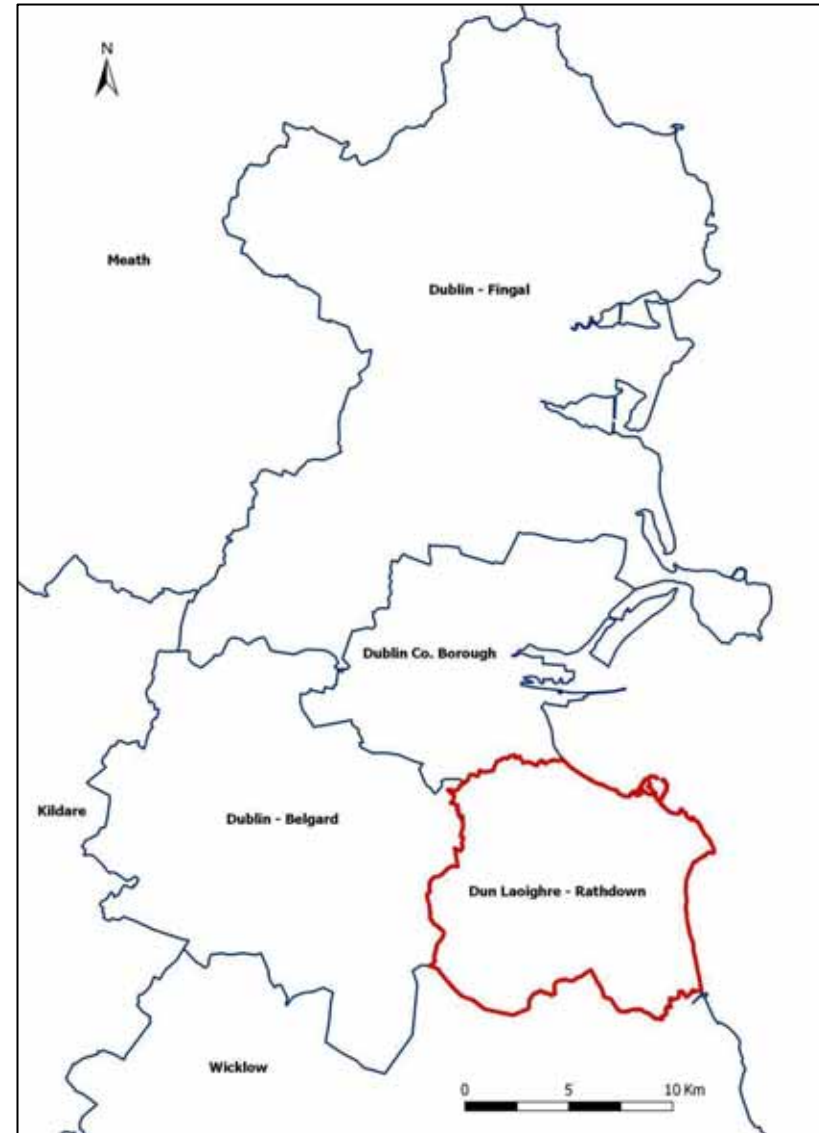 N
Meath
Dublin - Fingal
Dublin Co. Borough
Kildare
Dublin - Belgard
Dun Laoighre - Rathdown
Wicklow
0 5 10 Km